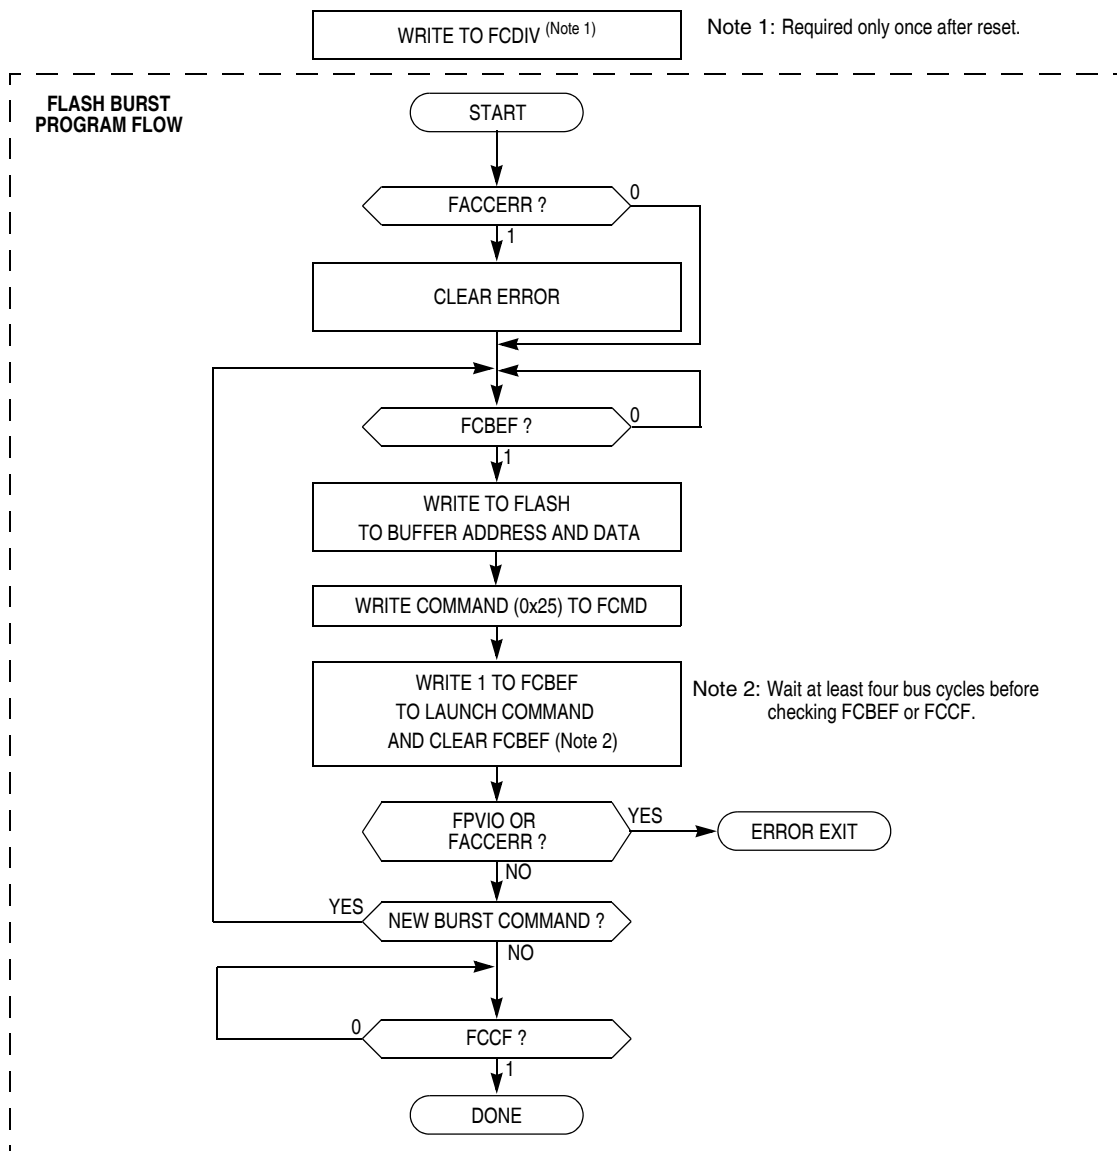 WRITE TO FCDIV (Note 1)
Note 1: Required only once after reset.
FLASH BURST
PROGRAM FLOW
START
FACCERR ?
0
1
CLEAR ERROR
FCBEF ?
0
1
WRITE TO FLASH
TO BUFFER ADDRESS AND DATA
WRITE COMMAND (0x25) TO FCMD
WRITE 1 TO FCBEF
TO LAUNCH COMMAND
AND CLEAR FCBEF (Note 2)
Note 2: Wait at least four bus cycles before
checking FCBEF or FCCF.
FPVIO OR
FACCERR ?
YES
ERROR EXIT
NO
YES
NEW BURST COMMAND ?
NO
0
FCCF ?
1
DONE